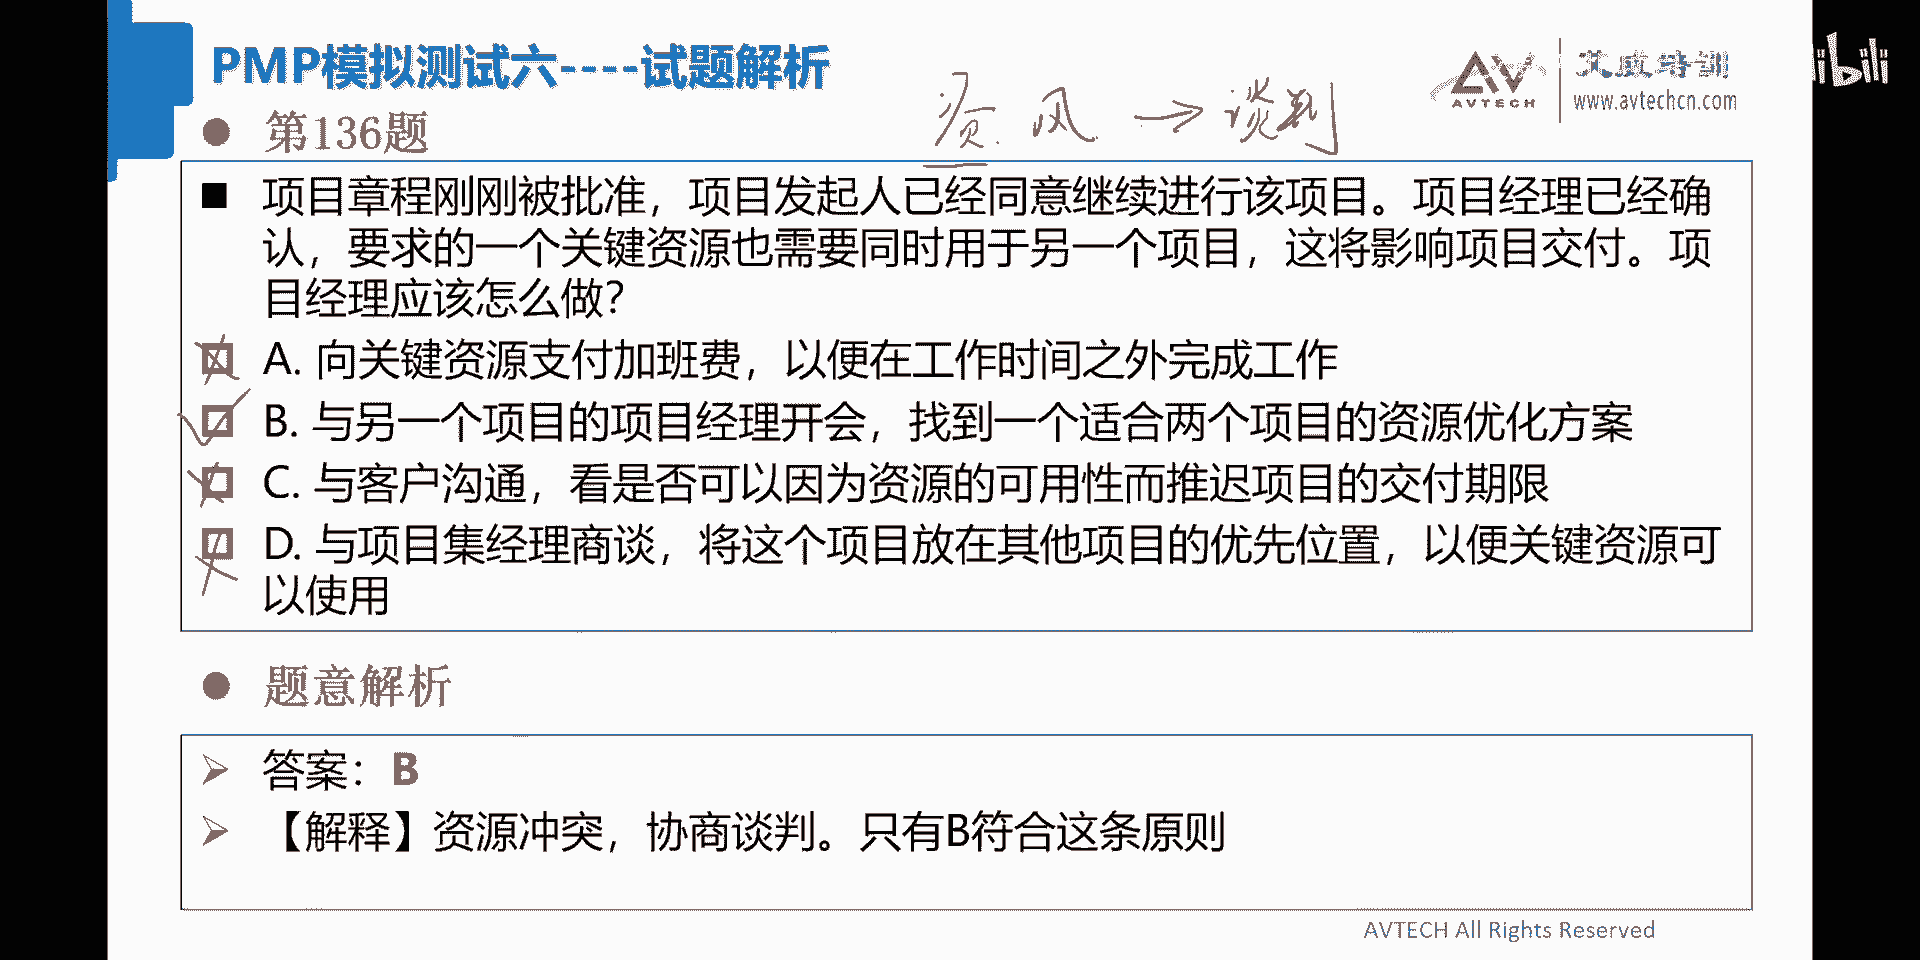 PMP模拟测试六----试题解析
AVTECH
艾威培训
www.avtechcn.com
第136题
→ 谈判
■ 项目章程刚刚被批准，项目发起人已经同意继续进行该项目。项目经理已经确
认，要求的一个关键资源也需要同时用于另一个项目，这将影响项目交付。项
目经理应该怎么做？
A. 向关键资源支付加班费，以便在工作时间之外完成工作
B. 与另一个项目的项目经理开会，找到一个适合两个项目的资源优化方案
C. 与客户沟通，看是否可以因为资源的可用性而推迟项目的交付期限
D. 与项目集经理商谈，将这个项目放在其他项目的优先位置，以便关键资源可
以使用
题意解析
答案：B
【解释】资源冲突，协商谈判。只有B符合这条原则
AVTECH All Rights Reserved